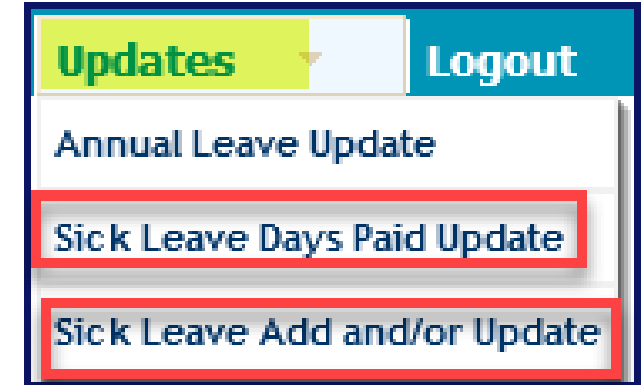 Updates Logout
Annual Leave Update
Sick Leave Days Paid Update
Sick Leave Add and/or Update